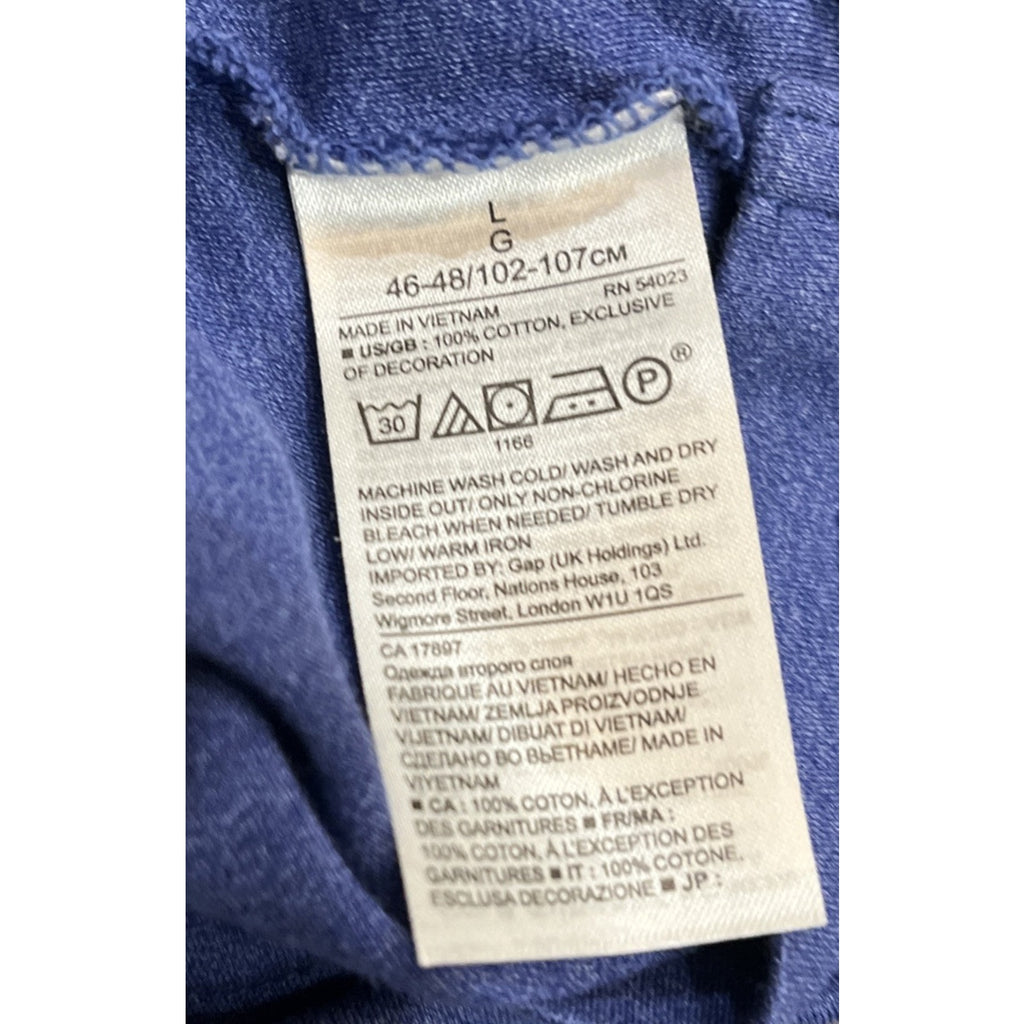 L
G
46-48/102-107CM
RN 54023
MADE IN VIETNAM
■ US/GB : 100% COTTON, EXCLUSIVE
OF DECORATION
30 P ®
1166
MACHINE WASH COLD/ WASH AND DRY
INSIDE OUT/ ONLY NON-CHLORINE
BLEACH WHEN NEEDED/ TUMBLE DRY
LOW/ WARM IRON
IMPORTED BY: Gap (UK Holdings) Ltd.
Second Floor, Nations House, 103
Wigmore Street, London W1U 1QS
CA 17897
Одежда второго слоя
FABRIQUE AU VIETNAM/ HECHO EN
VIETNAM/ ZEMLJA PROIZVODNJE
VIJETNAM/ DIBUAT DI VIETNAM/
СДЕЛАНО ВО ВЬЕТНАМЕ/ MADE IN
VIYETNAM
■ CA : 100% COTON, À L'EXCEPTION
DES GARNITURES ■ FR/MA :
100% COTON, À L'EXCEPTION DES
GARNITURES ■ IT : 100% COTONE,
ESCLUSA DECORAZIONE ■ JP :